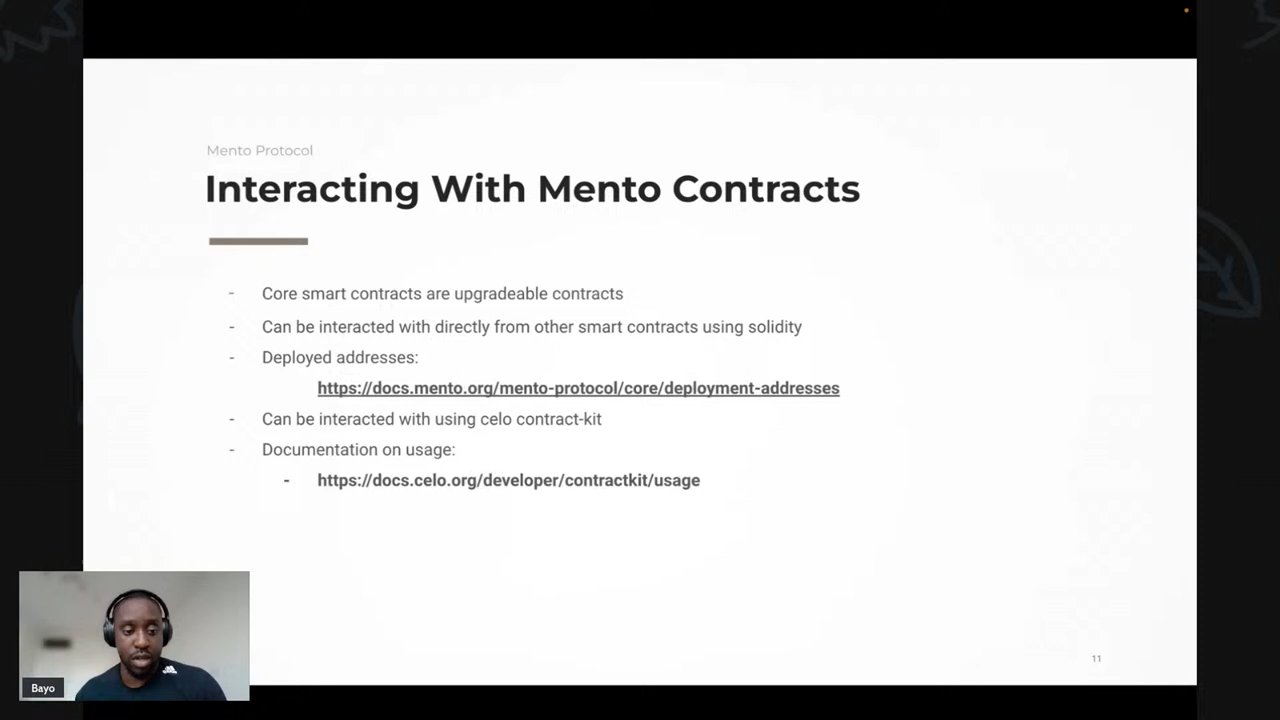 Mento Protocol
Interacting With Mento Contracts
- Core smart contracts are upgradeable contracts
- Can be interacted with directly from other smart contracts using solidity
- Deployed addresses:
https://docs.mento.org/mento-protocol/core/deployment-addresses
- Can be interacted with using celo contract-kit
- Documentation on usage:
- https://docs.celo.org/developer/contractkit/usage
11
Bayo